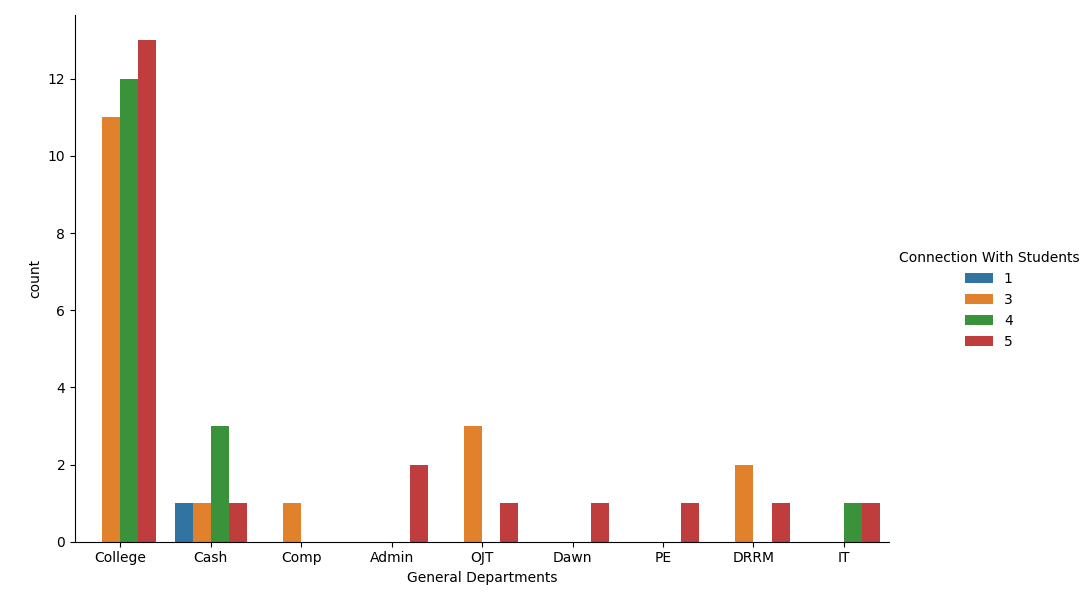 12
10
8
6
4
2
0
count
College Cash Comp Admin OJT Dawn PE DRRM IT
General Departments
Connection With Students
1
3
4
5